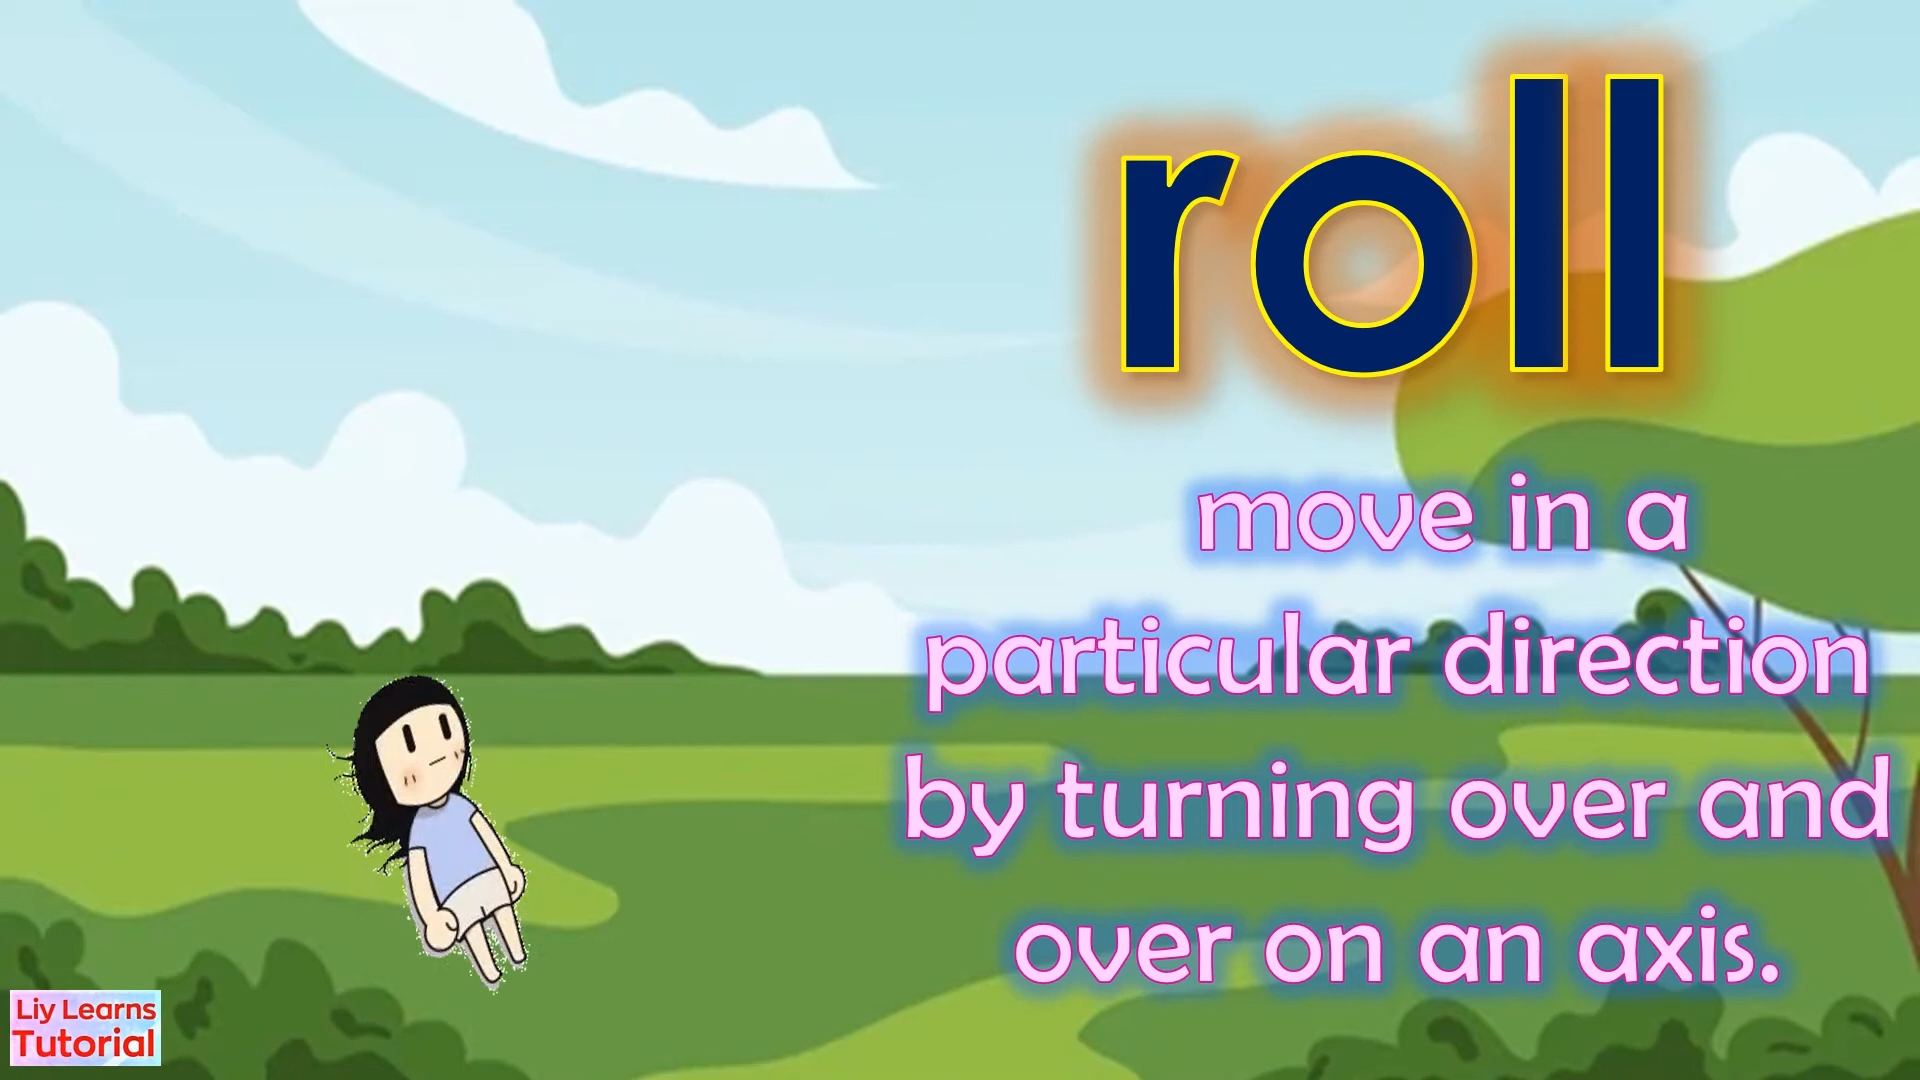 roll
move in a
particular direction
by turning over and
over on an axis.
Liy Learns
Tutorial